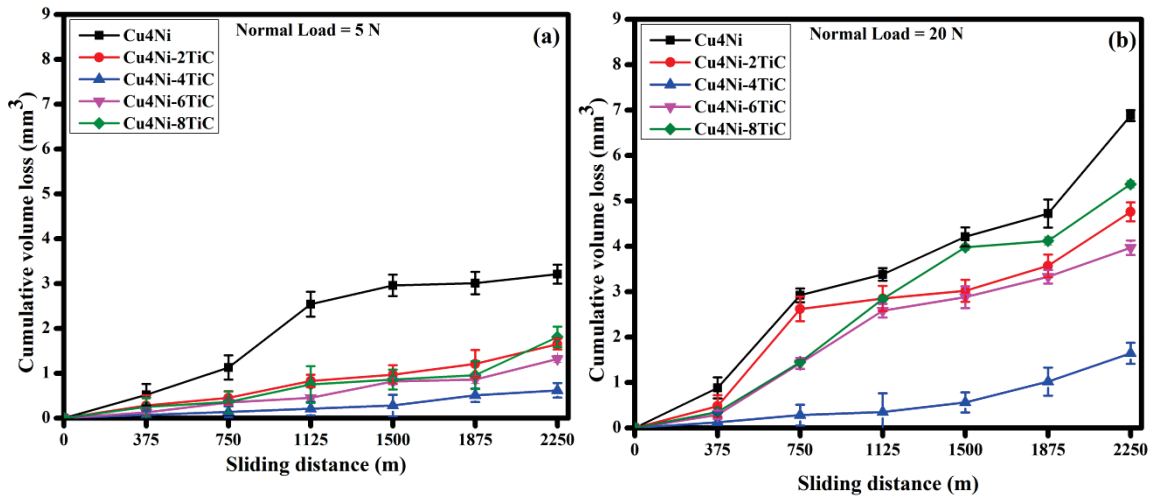 Normal Load = 5 N
(a)
Cu4Ni
Cu4Ni-2TiC
Cu4Ni-4TiC
Cu4Ni-6TiC
Cu4Ni-8TiC
Cumulative volume loss (mm3)
9
8
7
6
5
4
3
2
1
0
0 375 750 1125 1500 1875 2250
Sliding distance (m)
Normal Load = 20 N
(b)
Cu4Ni
Cu4Ni-2TiC
Cu4Ni-4TiC
Cu4Ni-6TiC
Cu4Ni-8TiC
Cumulative volume loss (mm3)
9
8
7
6
5
4
3
2
1
0
0 375 750 1125 1500 1875 2250
Sliding distance (m)